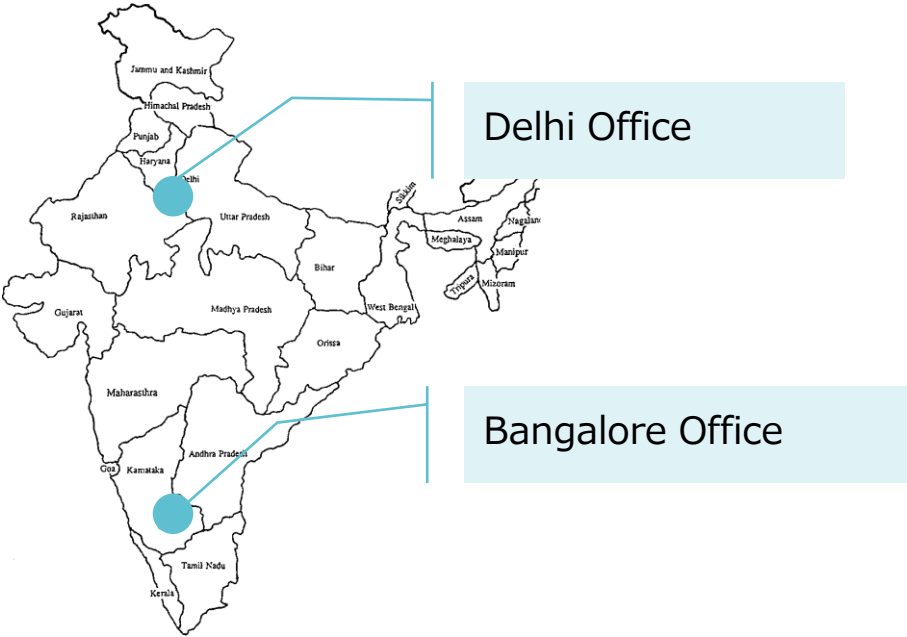 Jammu and Kashmir
Himachal Pradesh
Punjab
Haryana
Delhi
Delhi Office
Rajasthan
Uttar Pradesh
Sikkim
Assam
Nagalan
Meghalaya
Manipur
Bihar
Tripura
Mizoram
Gujarat
Madhya Pradesh
West Bengal
Orissa
Maharasthra
Bangalore Office
Andhra Pradesh
Goa
Karnataka
Tamil Nadu
Kerala